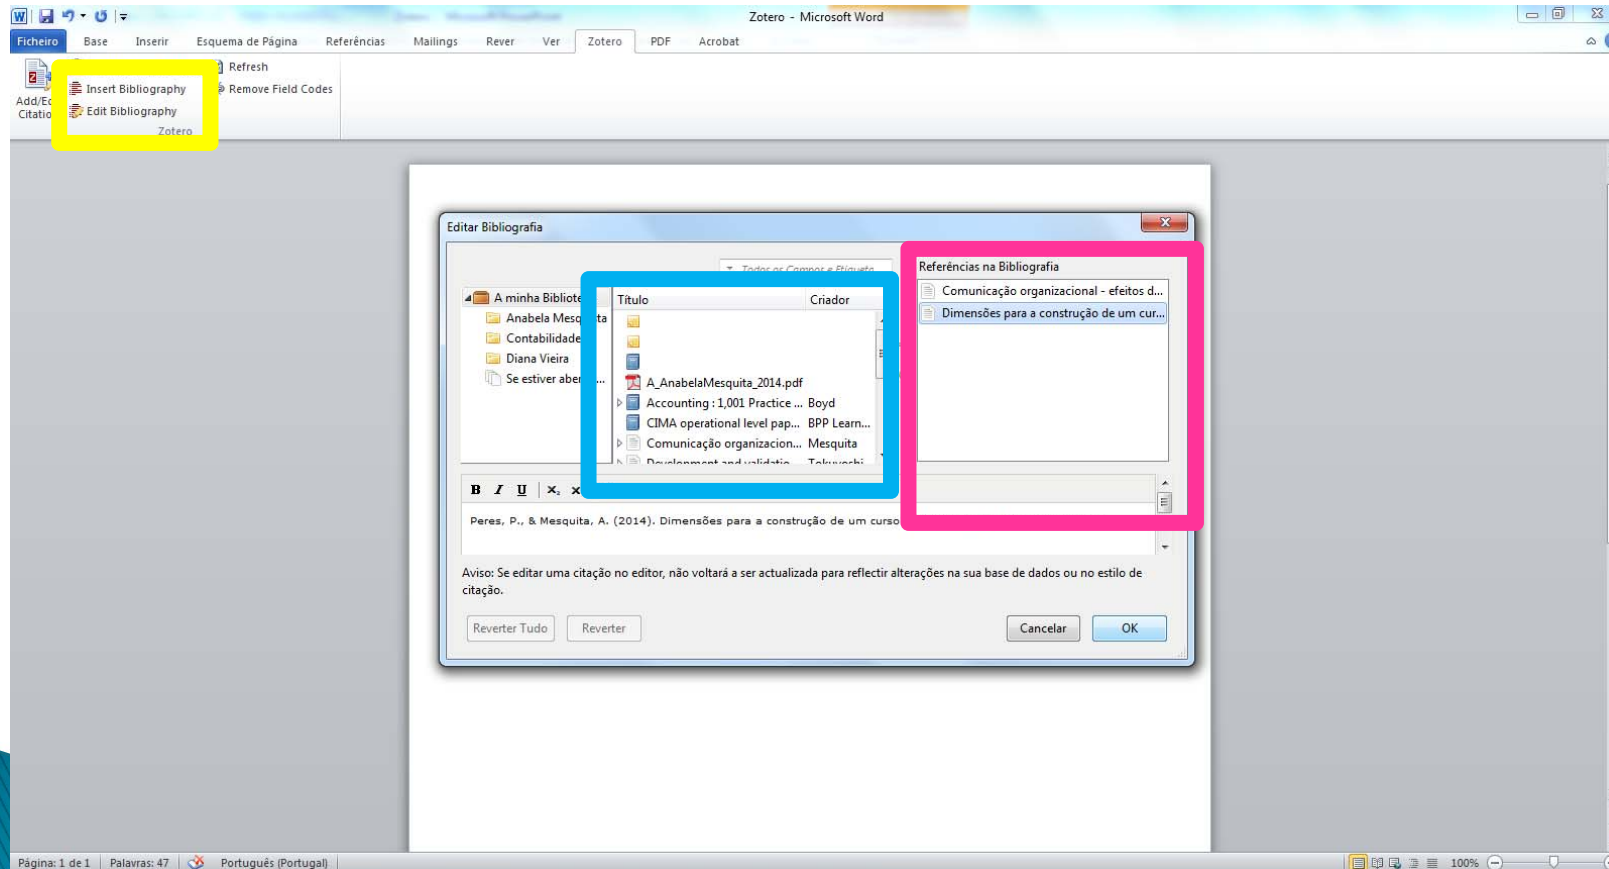 Zotero - Microsoft Word
Ficheiro Base Inserir Esquema de Página Referências Mailings Rever Ver Zotero PDF Acrobat
Refresh
Insert Bibliography Remove Field Codes
Edit Bibliography
Zotero
Editar Bibliografia
Referências na Bibliografia
Título Criador
A minha
Anabela
Contabilidade
Diana Vieira
Se estiver
A_AnabelaMesquita_2014.pdf
Accounting : 1,001 Practice ... Boyd
CIMA operational level pap... BPP Learn...
Comunicação organizacion... Mesquita
Comunicação organizacional - efeitos d...
Dimensões para a construção de um cur...
B I U X₂
Peres, P., & Mesquita, A. (2014). Dimensões para a construção de um curso
Aviso: Se editar uma citação no editor, não voltará a ser actualizada para reflectir alterações na sua base de dados ou no estilo de
citação.
Reverter Tudo Reverter Cancelar OK
Página: 1 de 1 Palavras: 47 Português (Portugal) 100%